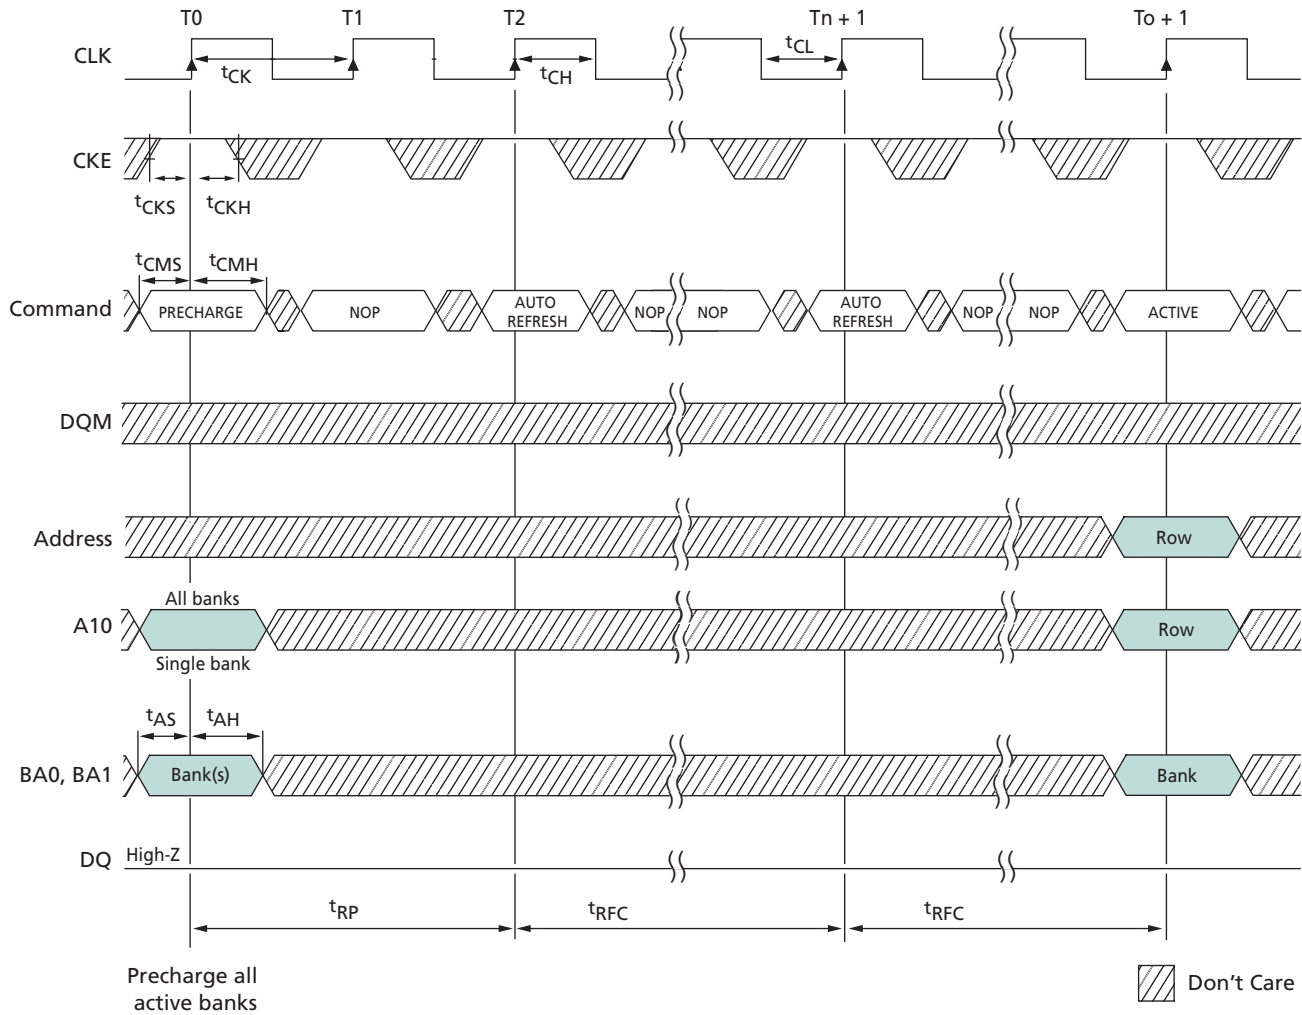 T0 T1 T2 Tn + 1 To + 1
CLK
tCK tCH tCL
CKE
tCKS tCKH
tCMS tCMH
Command PRECHARGE NOP AUTO REFRESH NOP NOP AUTO REFRESH NOP NOP ACTIVE
DQM
Address Row
All banks
A10 Row
Single bank
tAS tAH
BA0, BA1 Bank(s) Bank
DQ High-Z
tRP tRFC tRFC
Precharge all
active banks
Don't Care